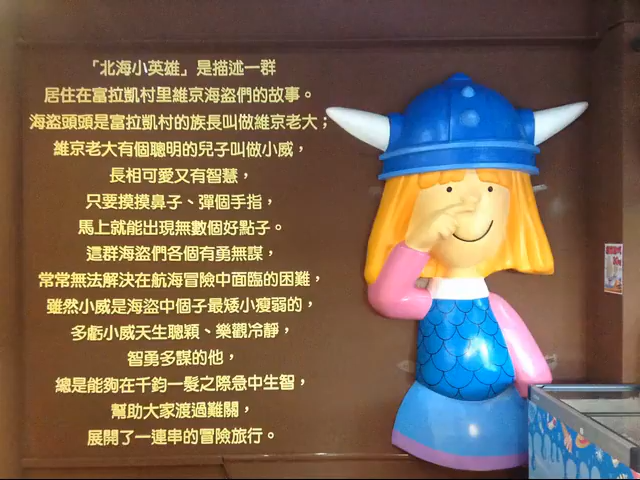 「北海小英雄」是描述一群
居住在富拉凱村里維京海盜們的故事。
海盜頭頭是富拉凱村的族長叫做維京老大；
維京老大有個聰明的兒子叫做小威，
長相可愛又有智慧，
只要摸摸鼻子、彈個手指，
馬上就能出現無數個好點子。
這群海盜們各個有勇無謀，
常常無法解決在航海冒險中面臨的困難，
雖然小威是海盜中個子最矮小瘦弱的，
多虧小威天生聰穎、樂觀冷靜，
智勇多謀的他，
總是能夠在千鈞一髮之際急中生智，
幫助大家渡過難關，
展開了一連串的冒險旅行。